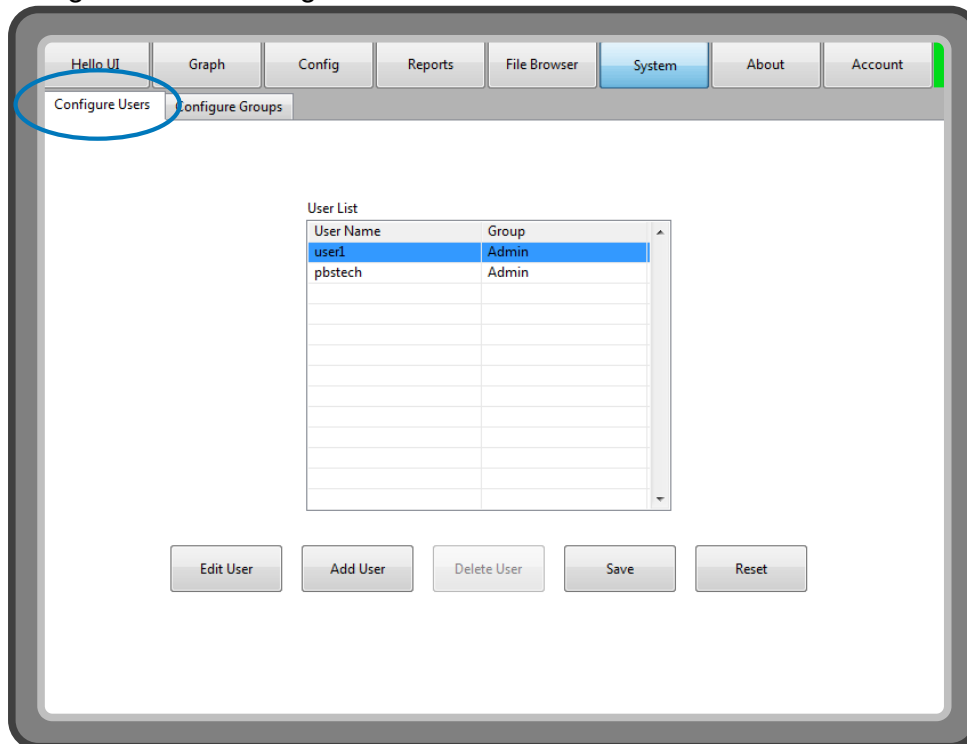 Hello UI Graph Config Reports File Browser System About Account
Configure Users Configure Groups
User List
User Name Group
user1 Admin
pbstech Admin
Edit User Add User Delete User Save Reset